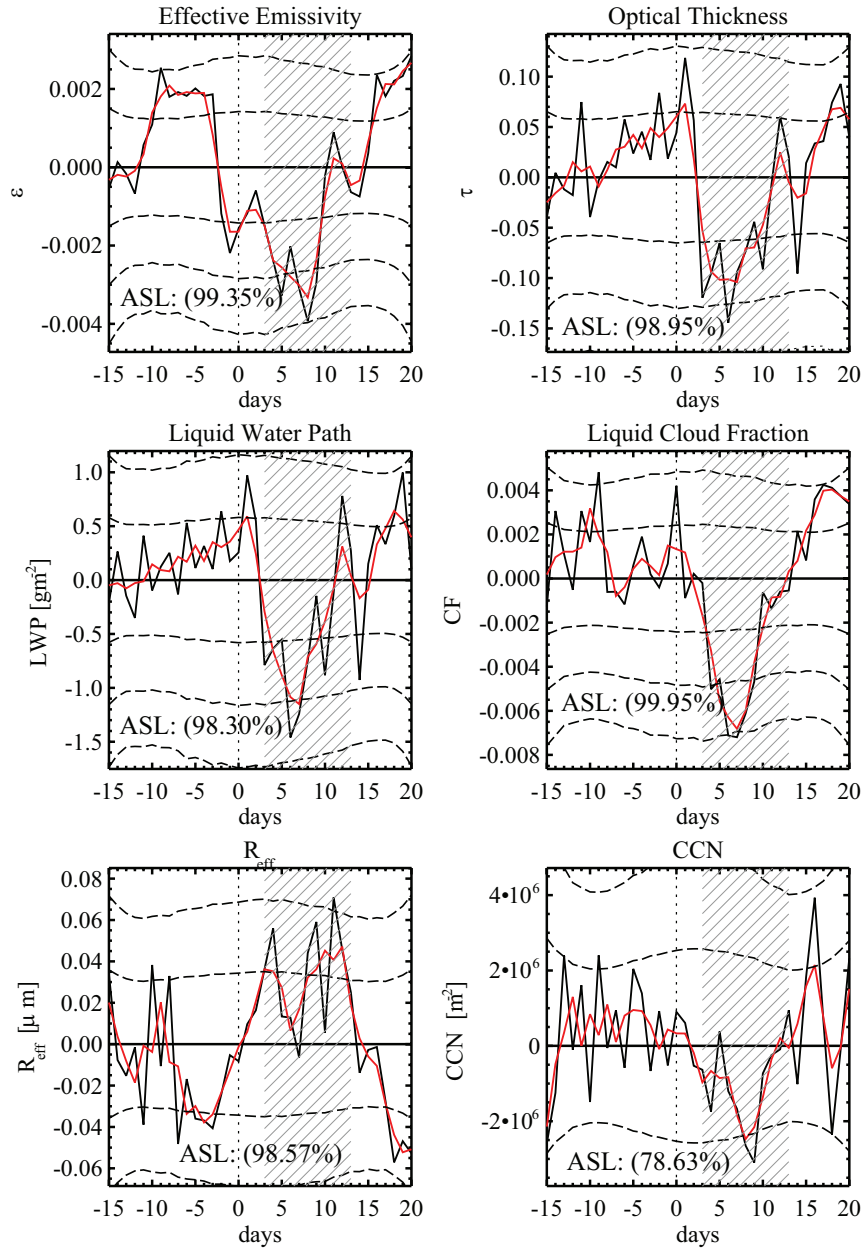 Effective Emissivity
0.002
0.000
-0.002
-0.004
ε
ASL: (99.35%)
-15 -10 -5 0 5 10 15 20
days
Optical Thickness
0.10
0.05
0.00
-0.05
-0.10
-0.15
τ
ASL: (98.95%)
-15 -10 -5 0 5 10 15 20
days
Liquid Water Path
1.0
0.5
0.0
-0.5
-1.0
-1.5
LWP [gm²]
ASL: (98.30%)
-15 -10 -5 0 5 10 15 20
days
Liquid Cloud Fraction
0.004
0.002
0.000
-0.002
-0.004
-0.006
-0.008
CF
ASL: (99.95%)
-15 -10 -5 0 5 10 15 20
days
R_eff
0.08
0.06
0.04
0.02
0.00
-0.02
-0.04
-0.06
R_eff [μ m]
ASL: (98.57%)
-15 -10 -5 0 5 10 15 20
days
CCN
4•10⁶
2•10⁶
0
-2•10⁶
CCN [m²]
ASL: (78.63%)
-15 -10 -5 0 5 10 15 20
days